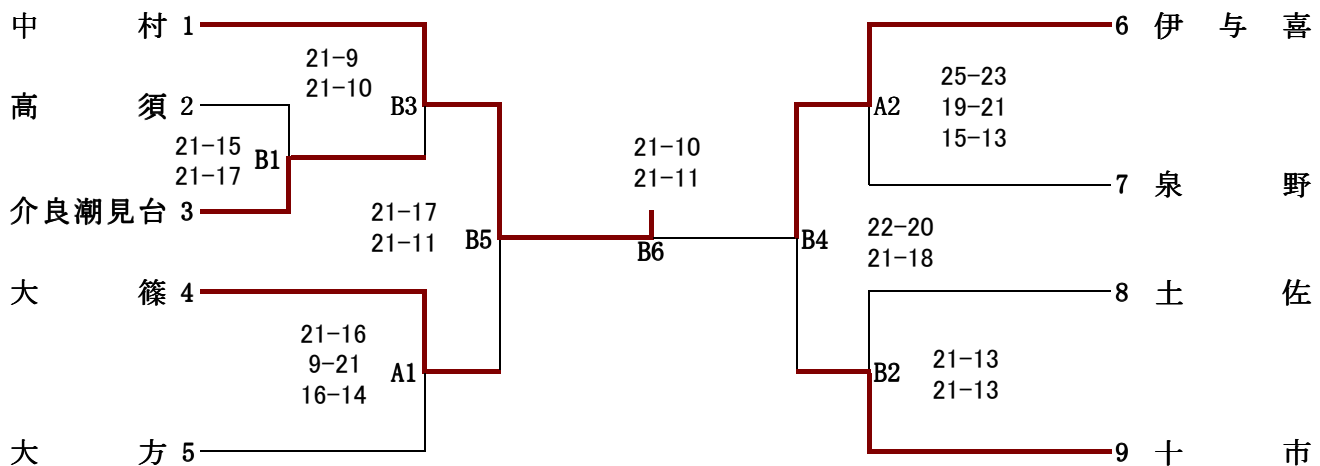 中村 1
21-9
21-10
B3
高須 2
21-15
21-17
B1
介良潮見台 3
21-17
21-11
B5
大篠 4
21-16
9-21
16-14
A1
大方 5
21-10
21-11
B6
6 伊与喜
25-23
19-21
15-13
A2
7 泉野
B4
22-20
21-18
8 土佐
B2
21-13
21-13
9 十市